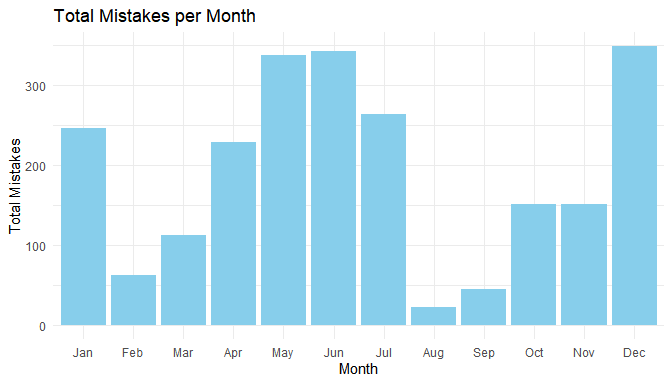 Total Mistakes per Month
Total Mistakes
300
200
100
0
Jan Feb Mar Apr May Jun Jul Aug Sep Oct Nov Dec
Month